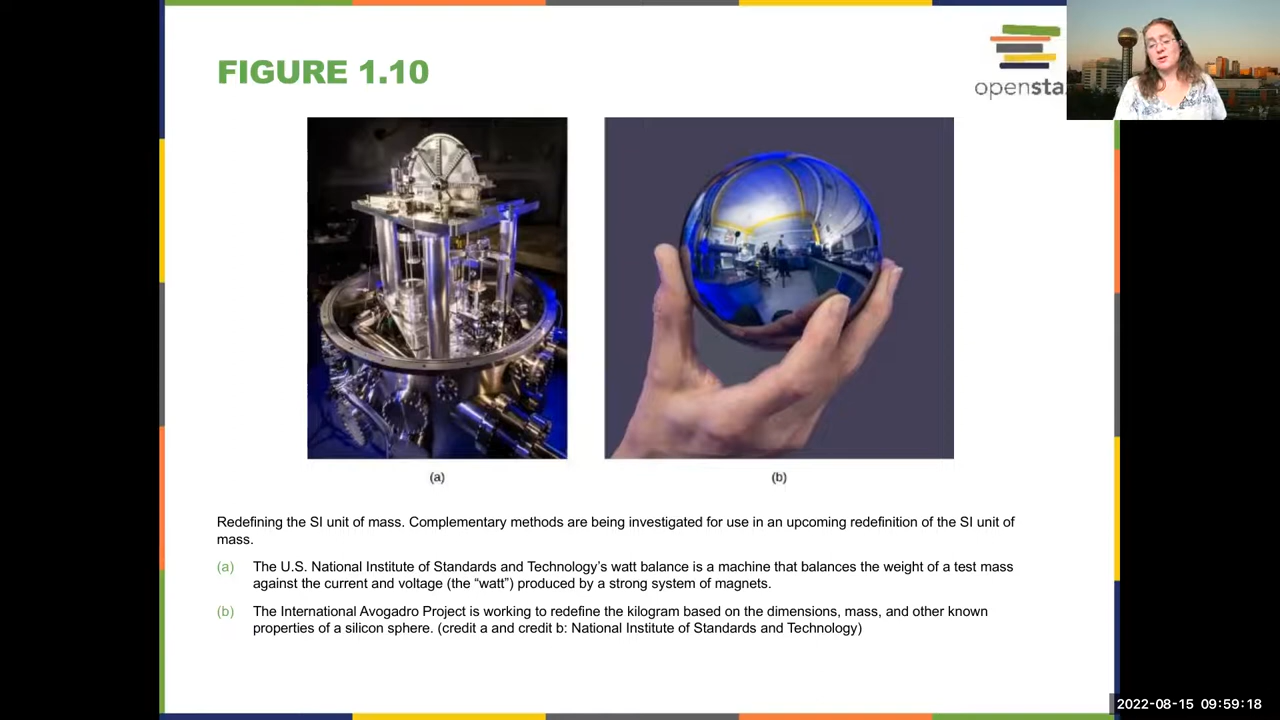 FIGURE 1.10
opensta
(a)
(b)
Redefining the SI unit of mass. Complementary methods are being investigated for use in an upcoming redefinition of the SI unit of
mass.
(a) The U.S. National Institute of Standards and Technology’s watt balance is a machine that balances the weight of a test mass
against the current and voltage (the “watt”) produced by a strong system of magnets.
(b) The International Avogadro Project is working to redefine the kilogram based on the dimensions, mass, and other known
properties of a silicon sphere. (credit a and credit b: National Institute of Standards and Technology)
2022-08-15 09:59:18